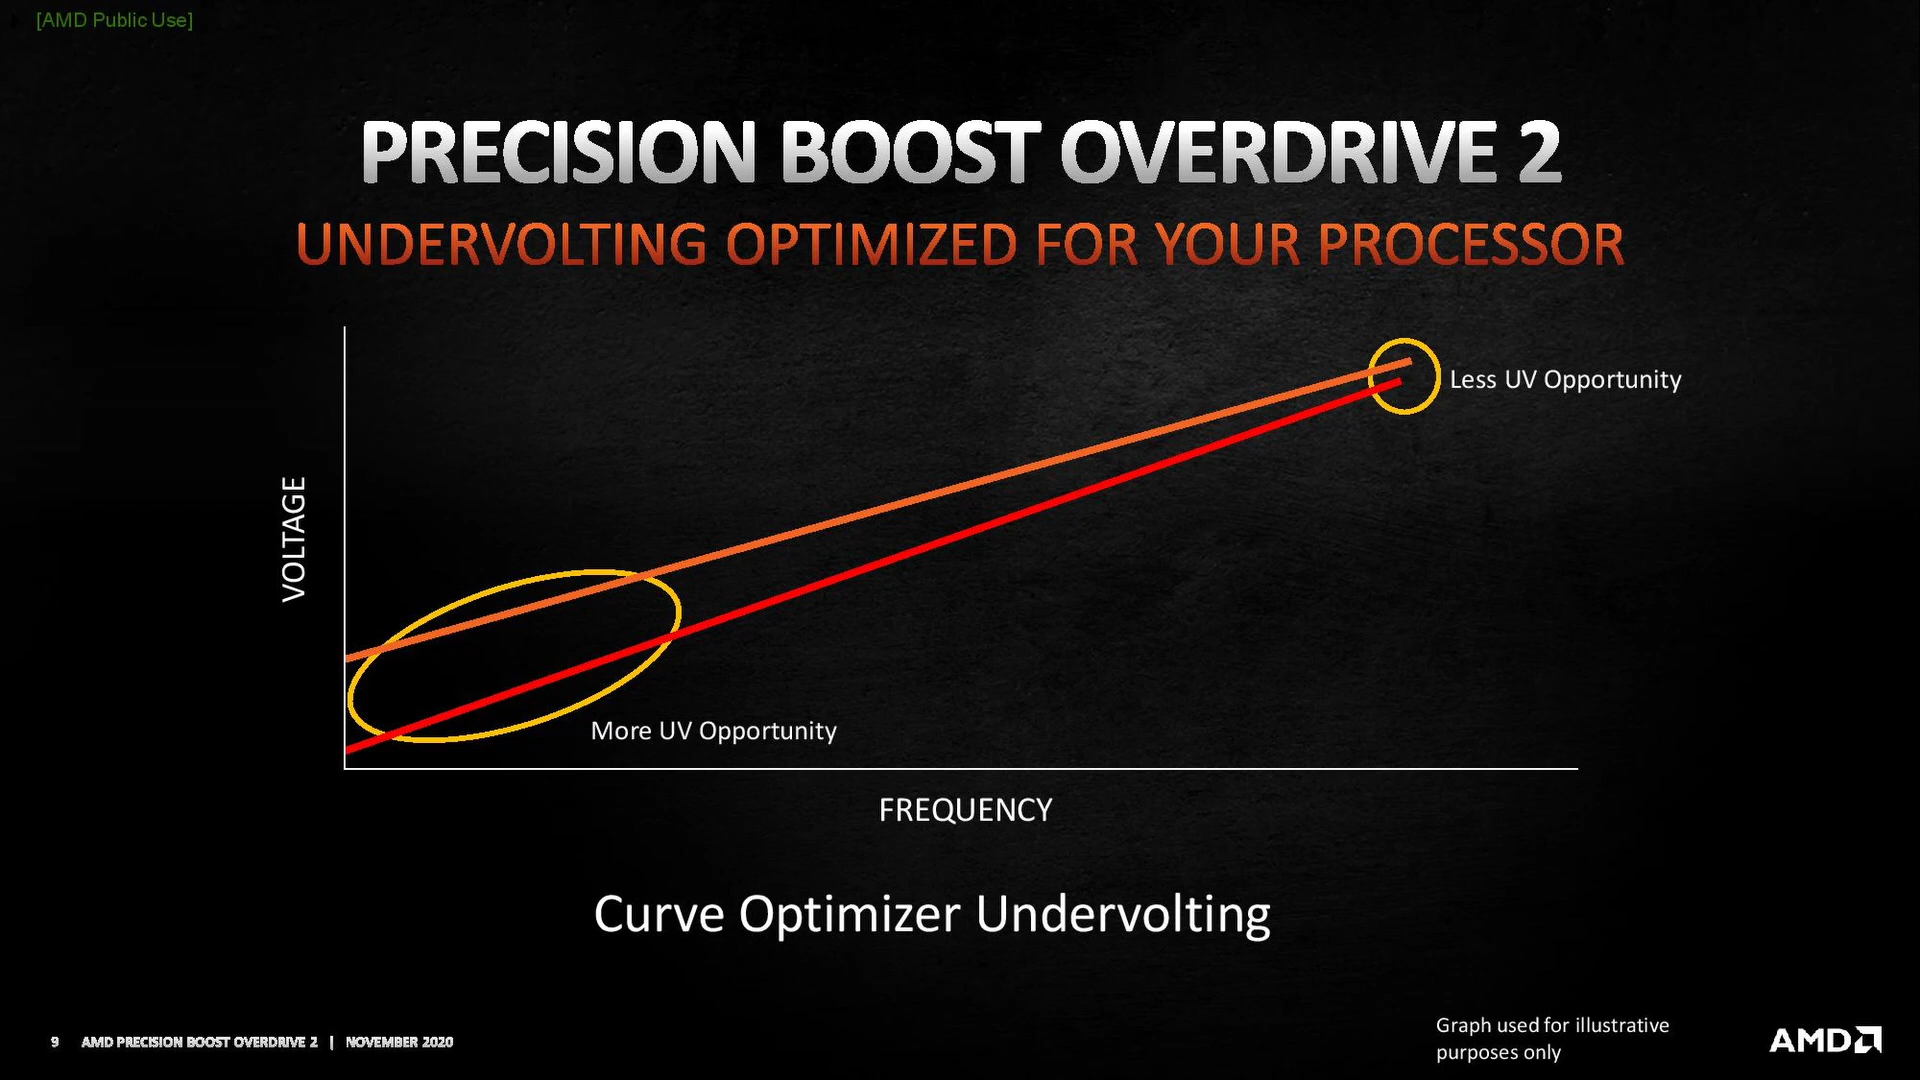 [AMD Public Use]
PRECISION BOOST OVERDRIVE 2
UNDERVOLTING OPTIMIZED FOR YOUR PROCESSOR
Less UV Opportunity
VOLTAGE
More UV Opportunity
FREQUENCY
Curve Optimizer Undervolting
Graph used for illustrative
purposes only
9 AMD PRECISION BOOST OVERDRIVE 2 | NOVEMBER 2020
AMD